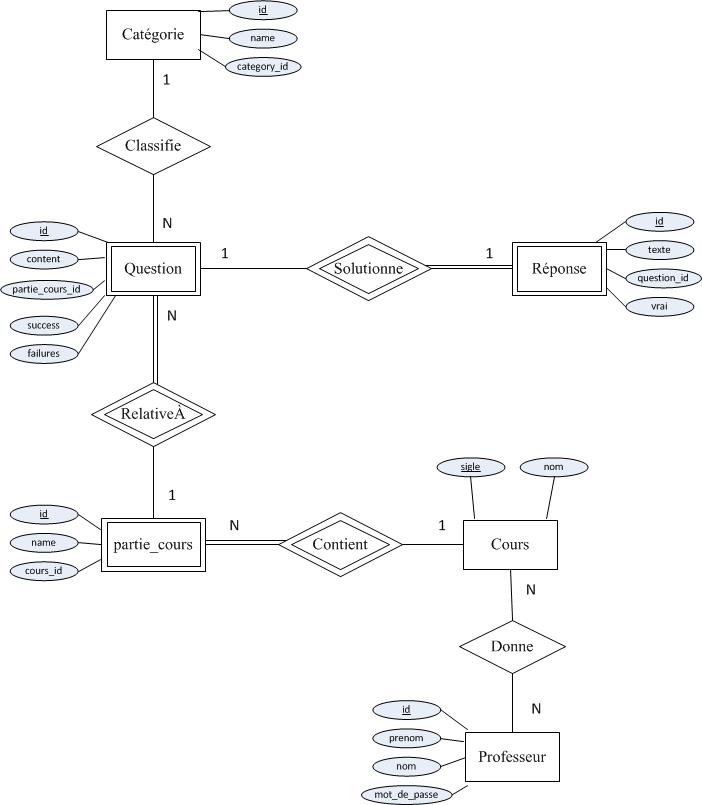 Catégorie
id
name
category_id
1
Classifie
N
id
content
partie_cours_id
success
failures
Question
1
Solutionne
1
Réponse
id
texte
question_id
vrai
N
RelativeÀ
1
id
name
cours_id
partie_cours
N
Contient
1
sigle
nom
Cours
N
Donne
N
id
prenom
nom
mot_de_passe
Professeur